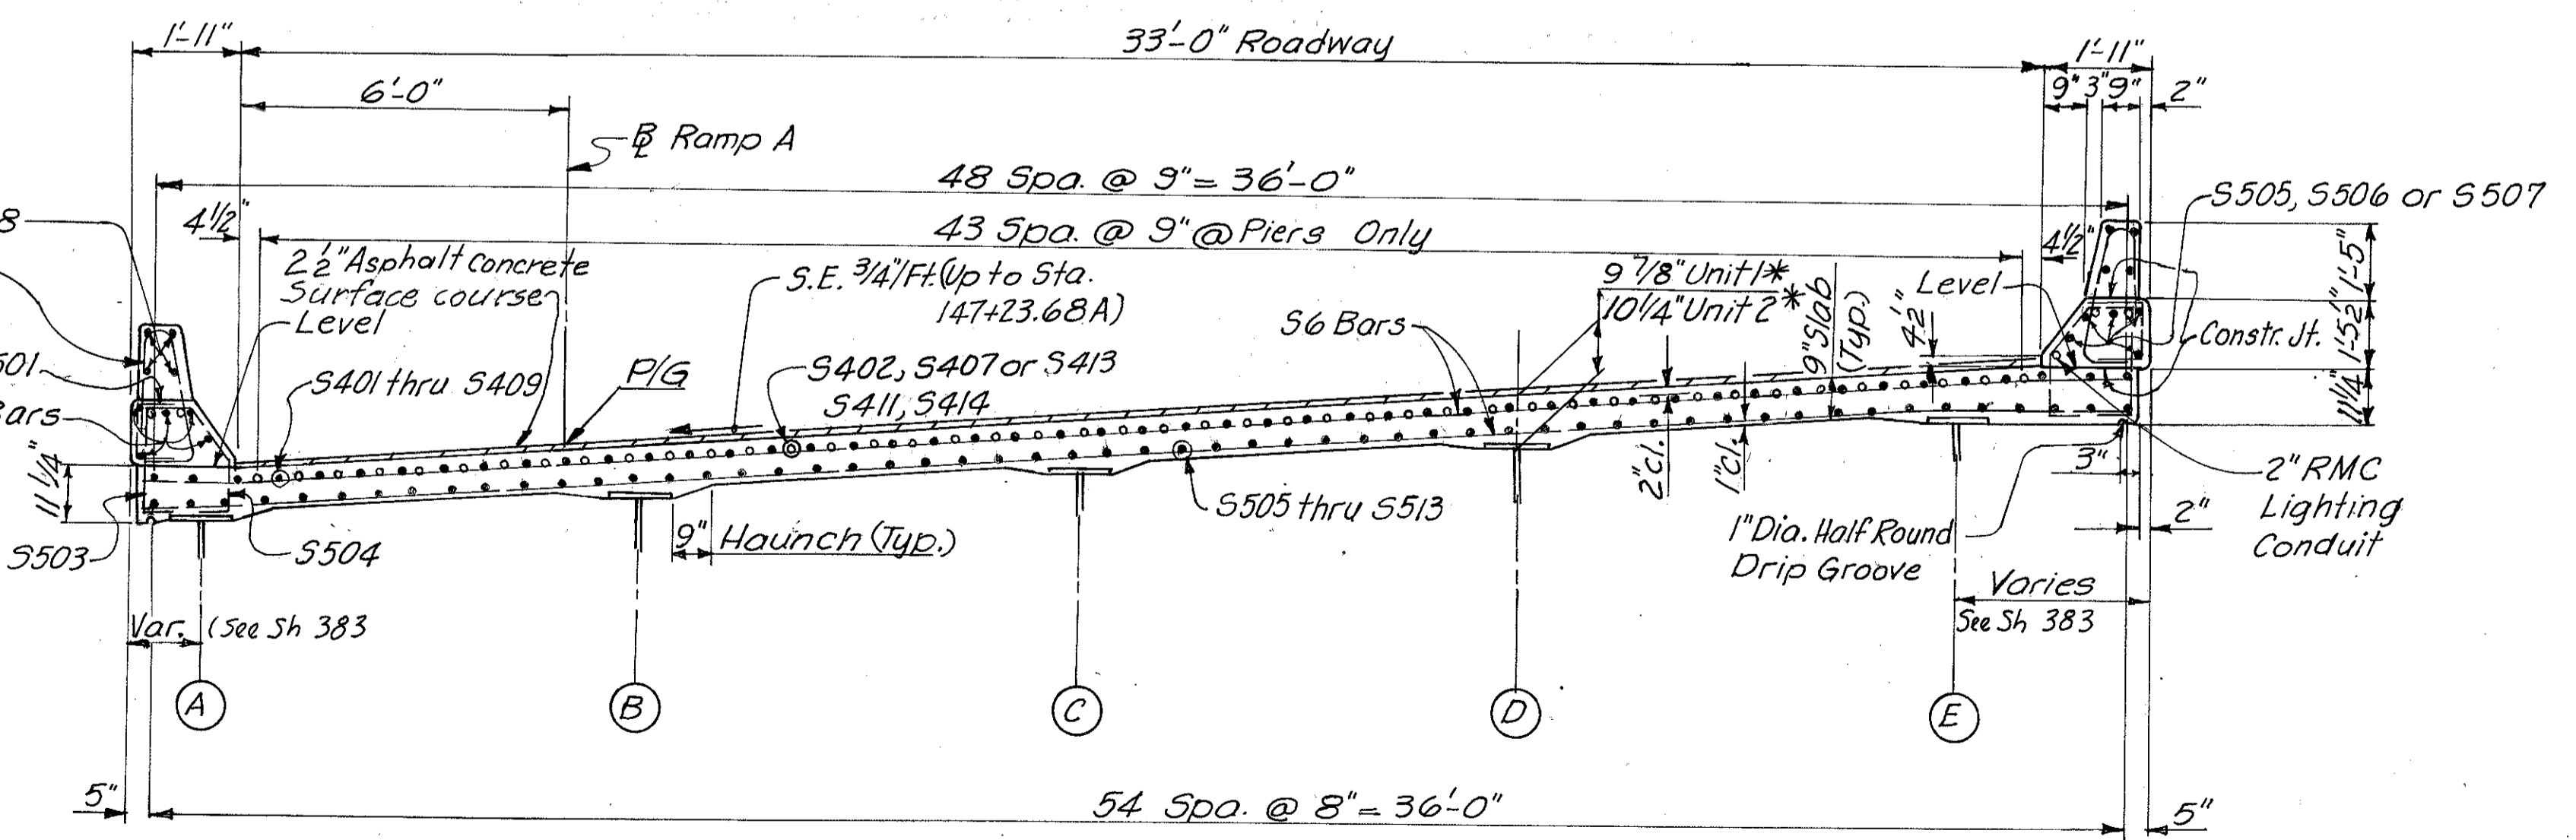 1'-11"
33'-0" Roadway
1'-11"
6'-0"
9" 3" 9"
2"
℄ Ramp A
48 Spa. @ 9" = 36'-0"
8
S505, S506 or S507
4½"
43 Spa. @ 9" @ Piers Only
4½"
2½" Asphalt concrete
Surface course
Level
S.E. ¾"/Ft. (Up to Sta.
147+23.68A)
9 7/8" Unit 1*
10¼" Unit 2*
9" Slab
(Typ.)
Level
1'-5"
1'-5½"
11¼"
S6 Bars
Constr. Jt.
501
S401 thru S409
P/G
S402, S407 or S413
S411, S414
Bars
11¼"
2" cl.
1" cl.
3"
2" RMC
Lighting
Conduit
2"
S505 thru S513
S503
S504
9" Haunch (Typ.)
1" Dia. Half Round
Drip Groove
Varies
See Sh 383
Var. (See Sh 383
A
B
C
D
E
5"
54 Spa. @ 8" = 36'-0"
5"